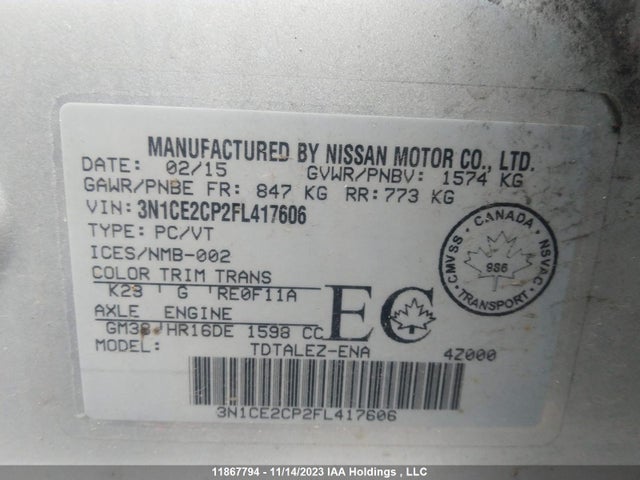 MANUFACTURED BY NISSAN MOTOR CO., LTD.
DATE: 02/15 GVWR/PNBV: 1574 KG
GAWR/PNBE FR: 847 KG RR: 773 KG
VIN: 3N1CE2CP2FL417606
TYPE: PC/VT
ICES/NMB-002
COLOR TRIM TRANS
K23 G RE0F11A
AXLE ENGINE
GM38 HR16DE 1598 CC
MODEL: TDTALEZ-ENA 4Z000
EC
CMVSS · CANADA · NSVAC
986
TRANSPORT
3N1CE2CP2FL417606
11867794 - 11/14/2023 IAA Holdings , LLC